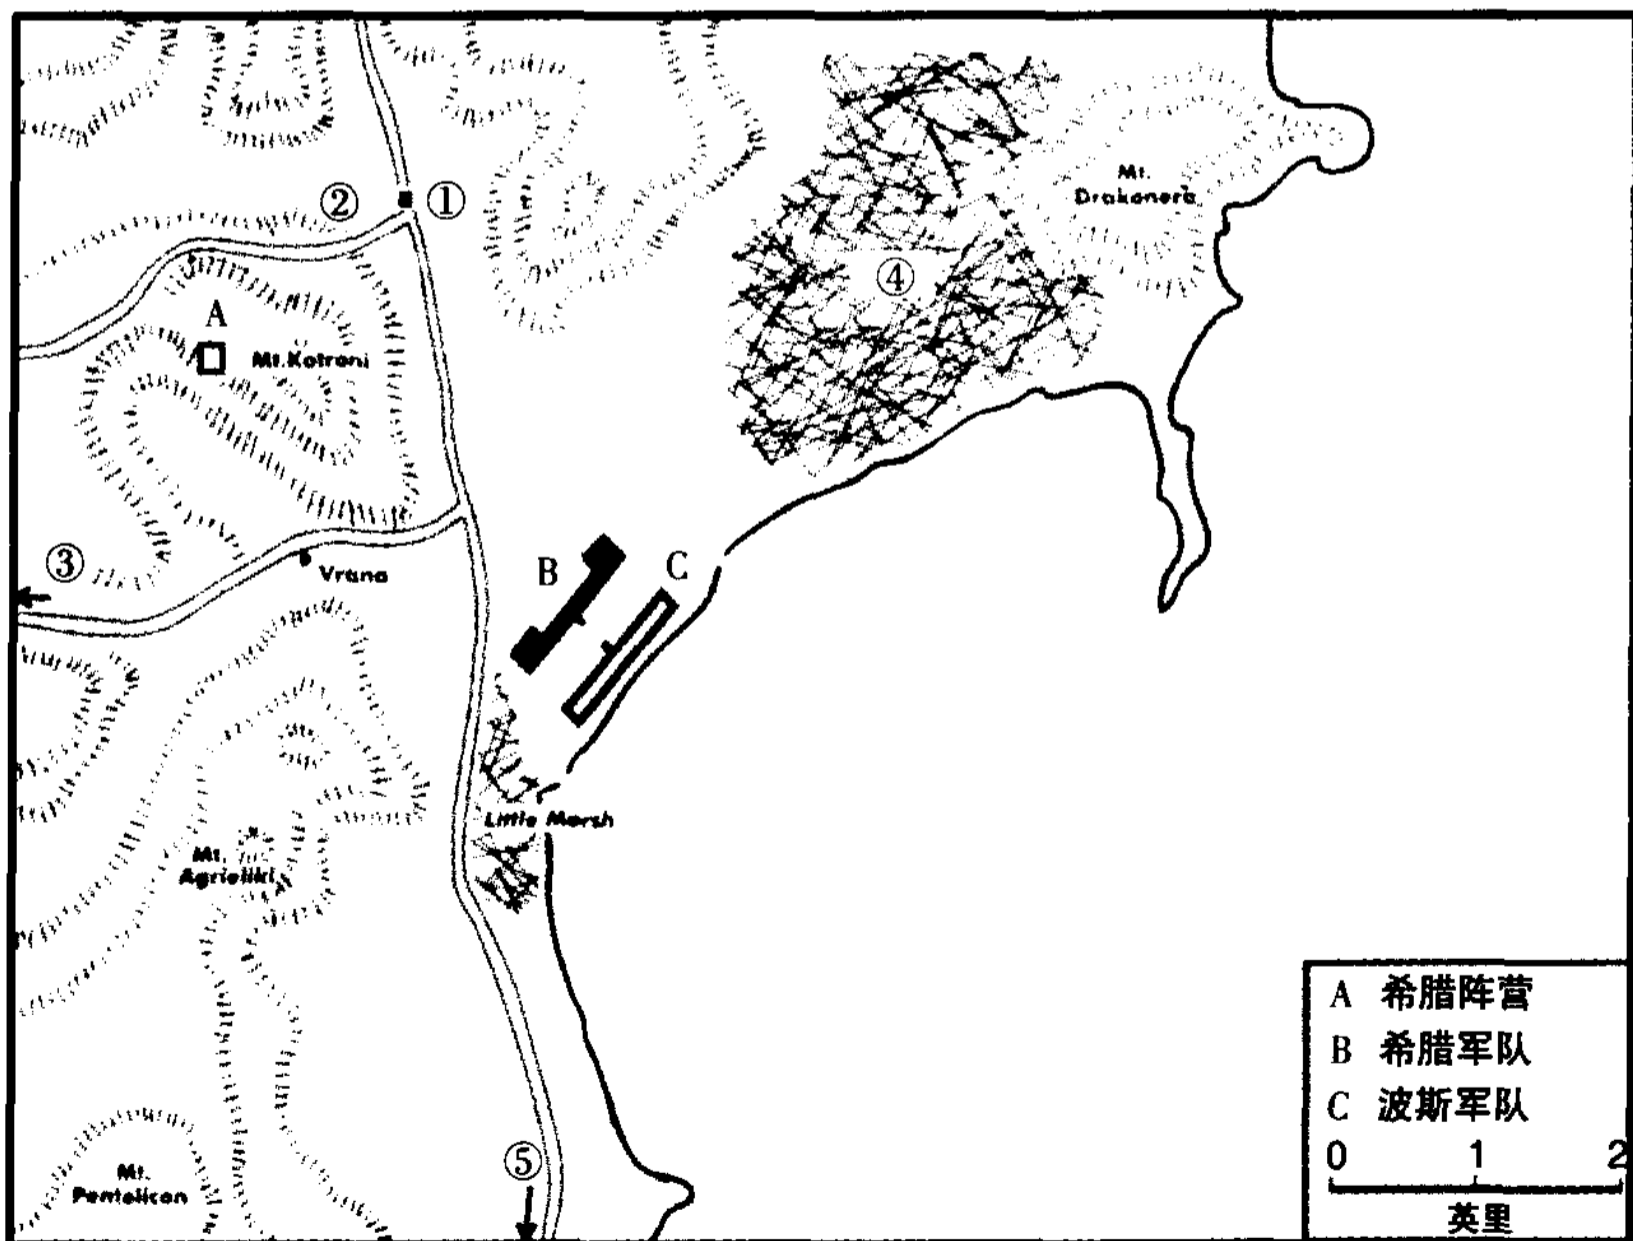 Mt.
Drakonera
②
①
④
A
Mt.Kotroni
③
Vrana
B
C
Little Marsh
Mt.
Agrieliki
⑤
Mt.
Pentelicon
A 希腊阵营
B 希腊军队
C 波斯军队
0 1 2
英里